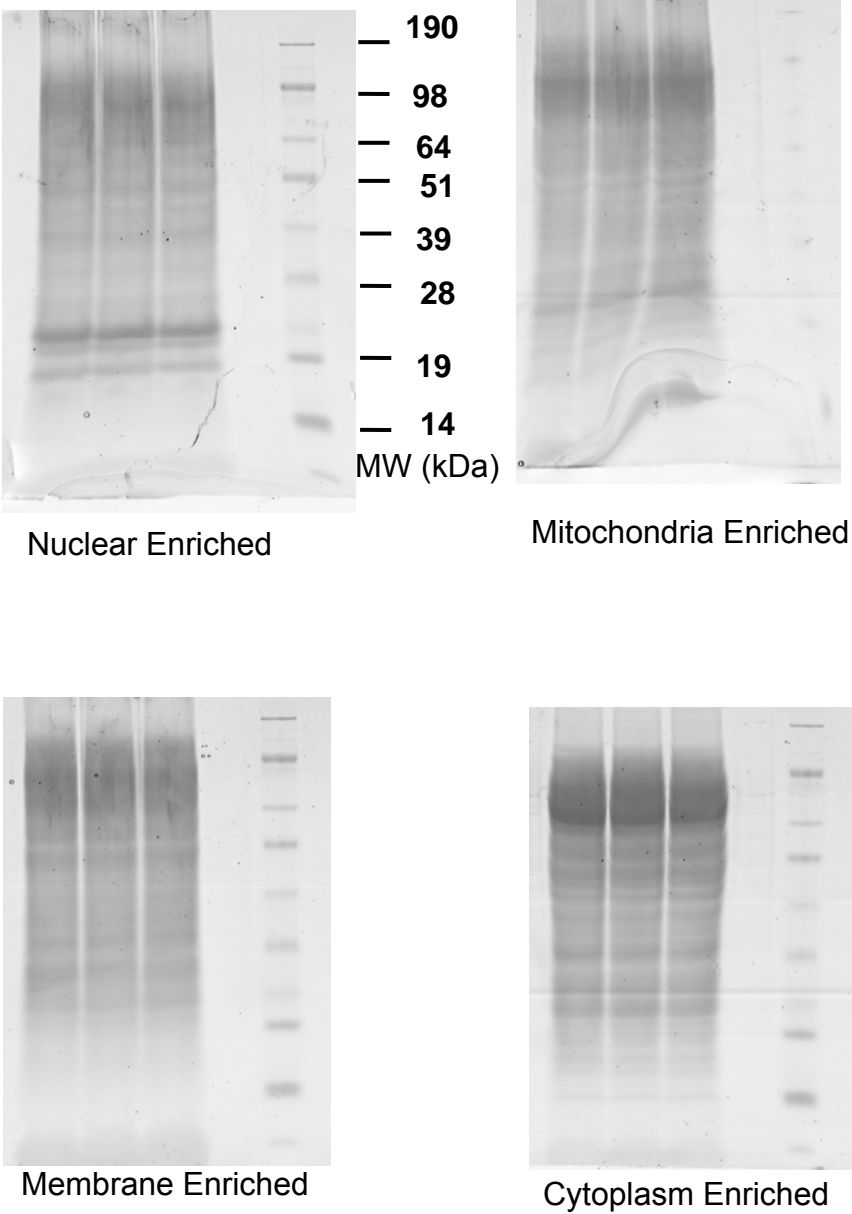 190
98
64
51
39
28
19
14
MW (kDa)
Nuclear Enriched
Mitochondria Enriched
Membrane Enriched
Cytoplasm Enriched